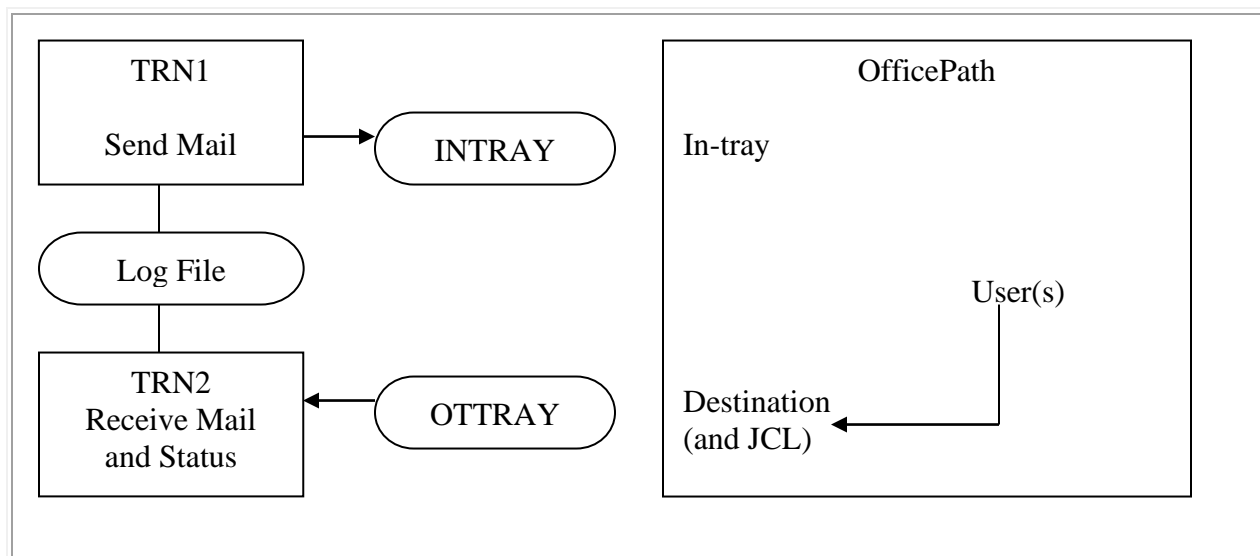 TRN1
Send Mail
INTRAY
Log File
TRN2
Receive Mail
and Status
OTTRAY
OfficePath
In-tray
User(s)
Destination
(and JCL)